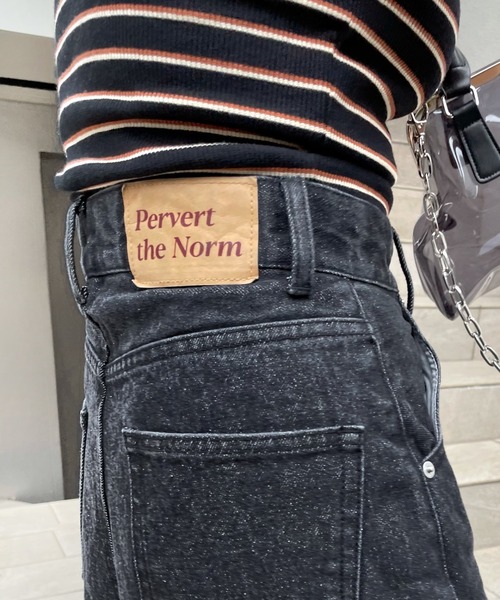 Pervert
the Norm